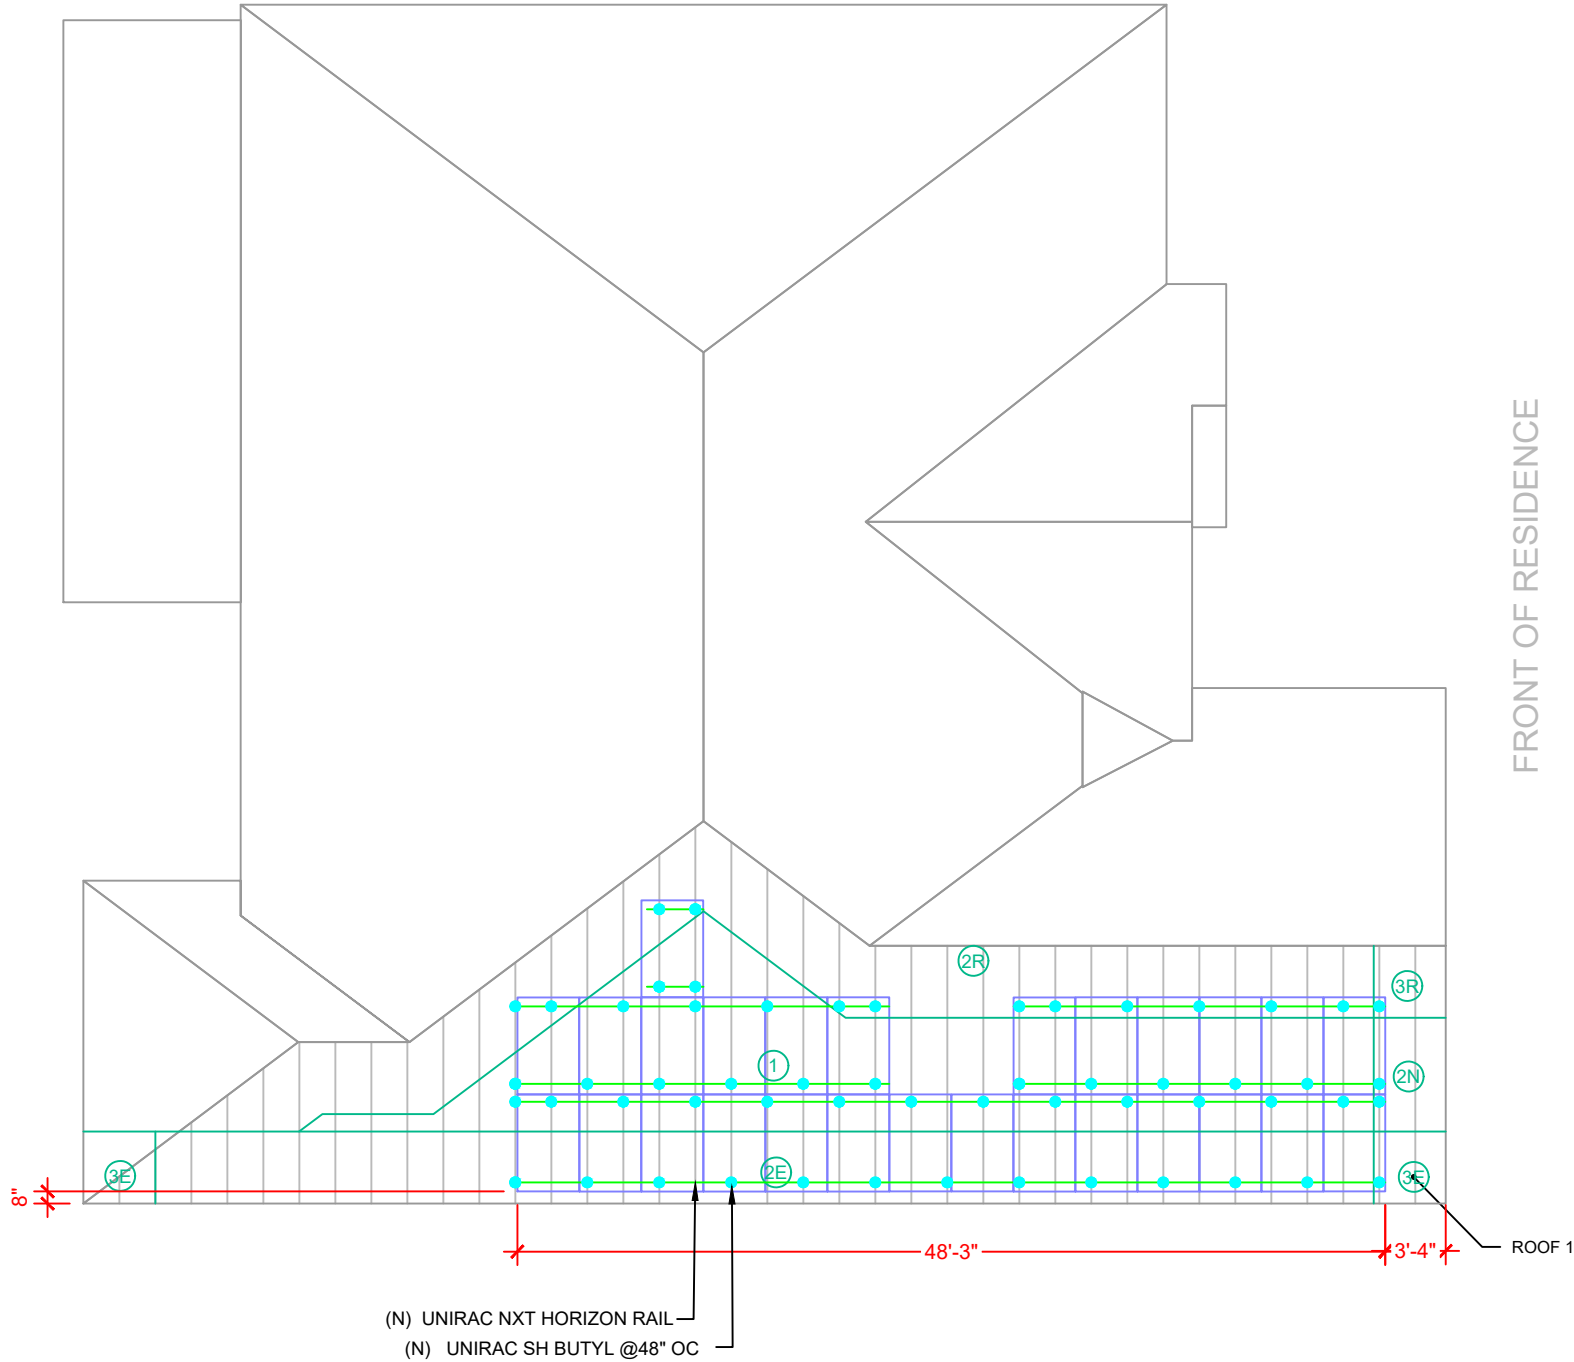 FRONT OF RESIDENCE
2R
3R
1
2N
3E
2E
3E
8"
48'-3"
3'-4"
ROOF 1
(N) UNIRAC NXT HORIZON RAIL
(N) UNIRAC SH BUTYL @48" OC